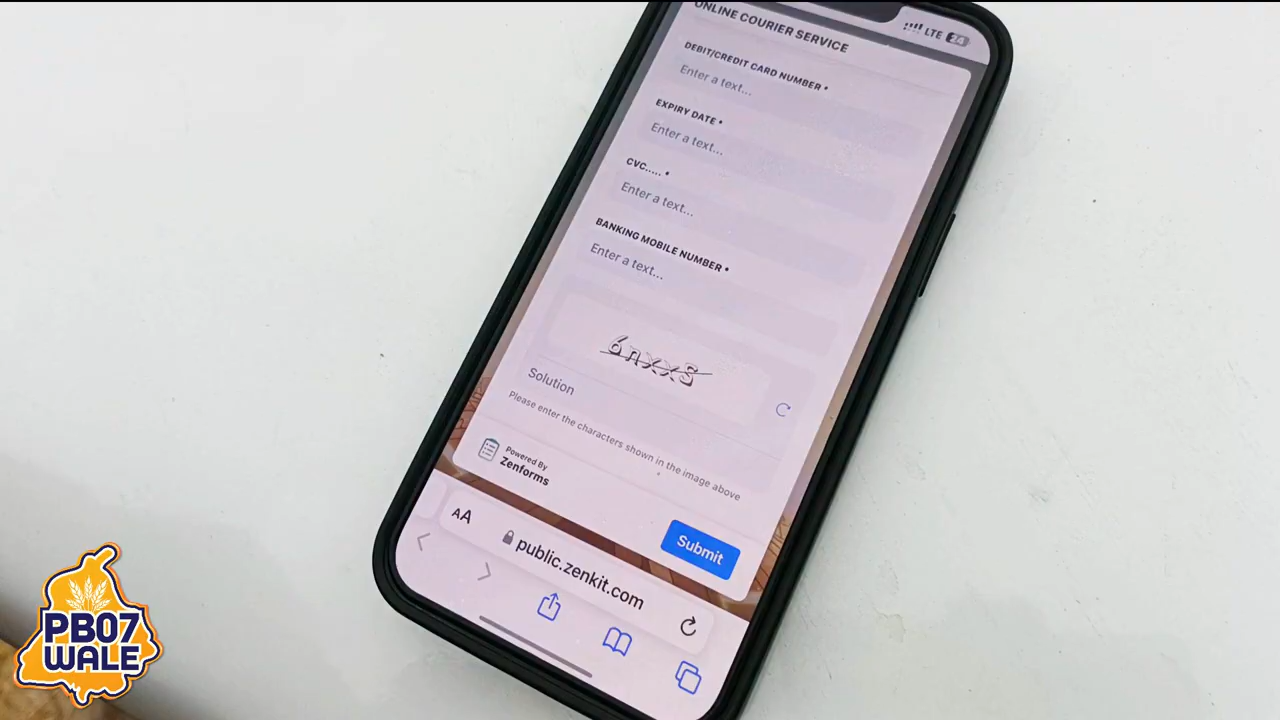 ONLINE COURIER SERVICE
LTE 24
DEBIT/CREDIT CARD NUMBER *
Enter a text...
EXPIRY DATE *
Enter a text...
CVC..... *
Enter a text...
BANKING MOBILE NUMBER *
Enter a text...
6nxx3
Solution
Please enter the characters shown in the image above
Powered By
Zenforms
Submit
AA public.zenkit.com
PB07
WALE